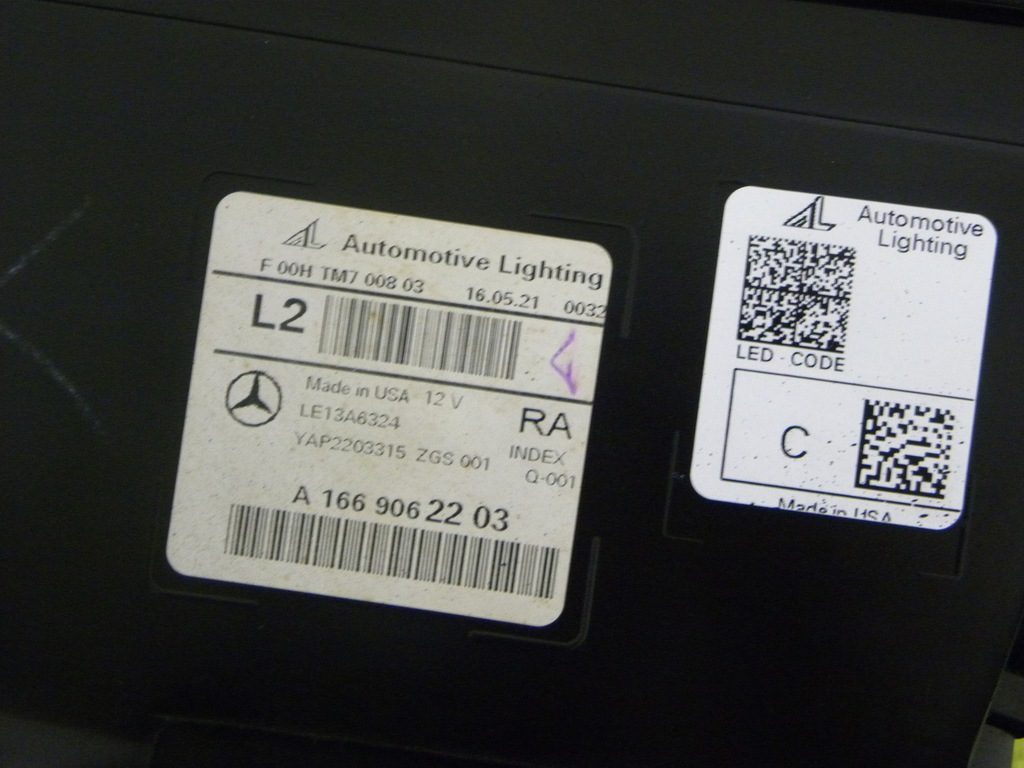 Automotive Lighting
F 00H TM7 008 03 16.05.21 0032
L2
Made in USA 12 V
LE13A6324
RA
YAP2203315 ZGS 001
INDEX
Q-001
A 166 906 22 03
AL Automotive
Lighting
LED - CODE
C
Made in USA